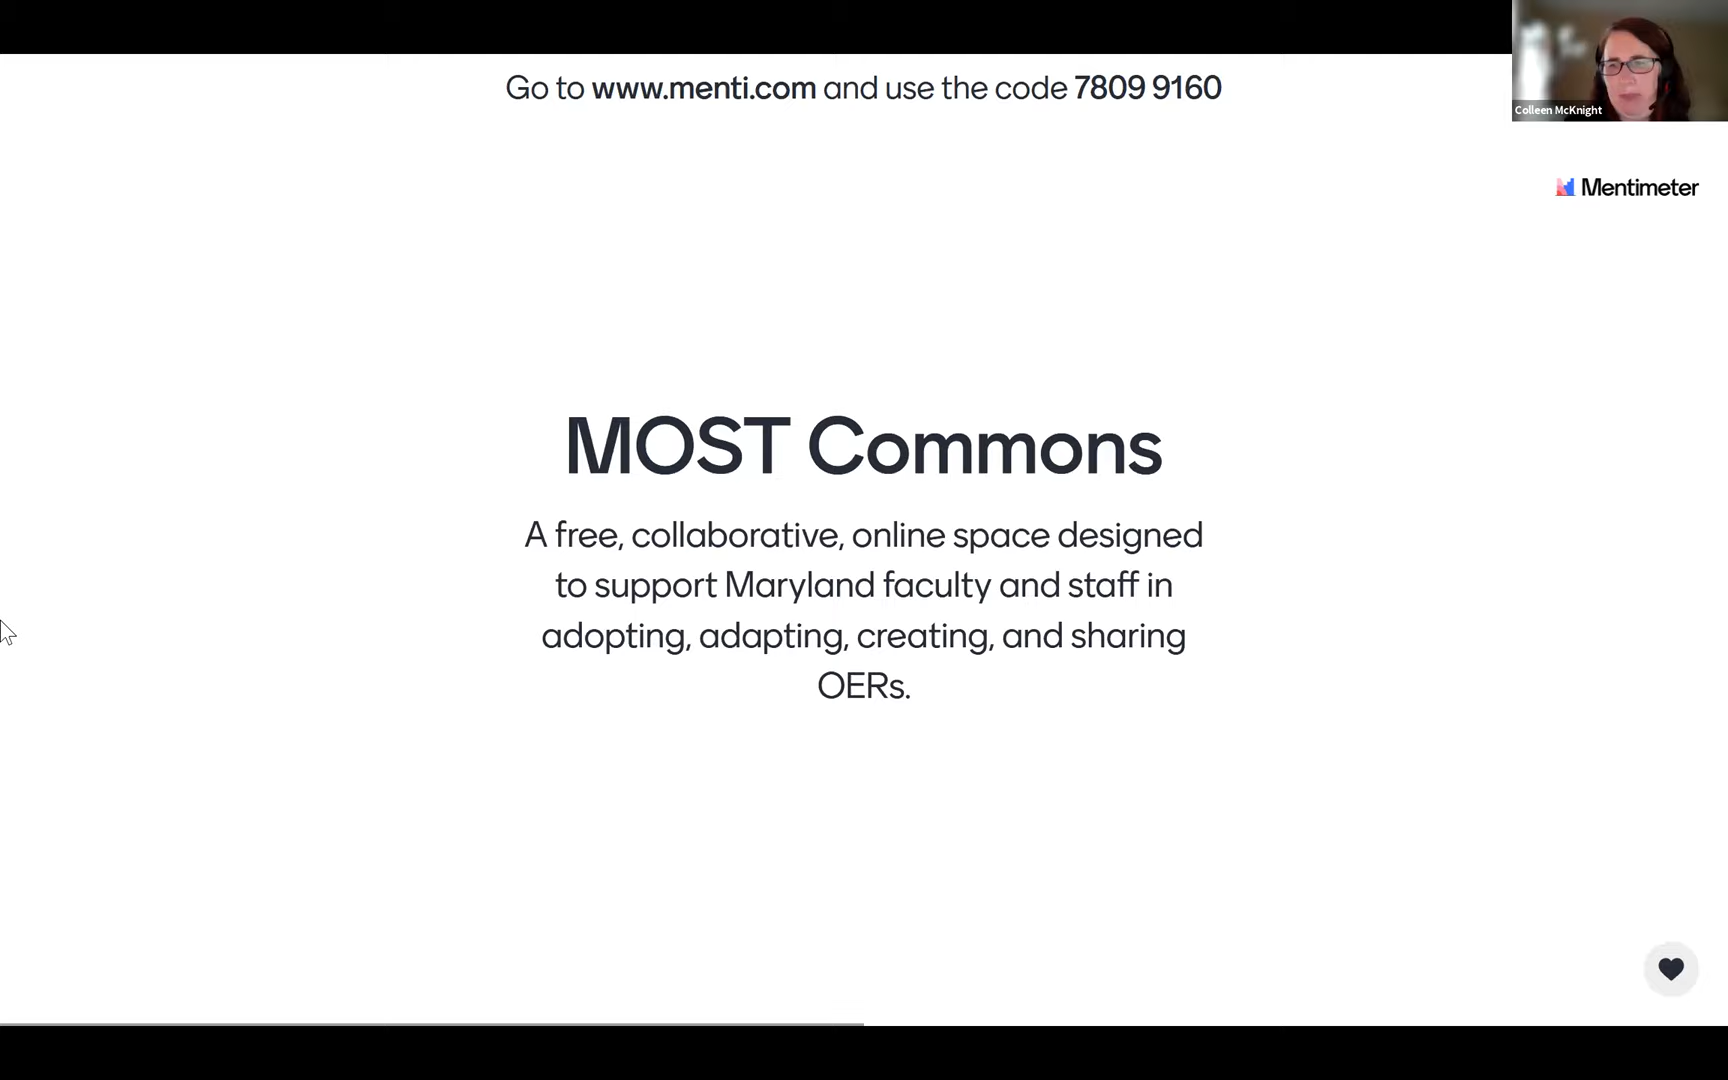 Go to www.menti.com and use the code 7809 9160
Colleen McKnight
Mentimeter
MOST Commons
A free, collaborative, online space designed
to support Maryland faculty and staff in
adopting, adapting, creating, and sharing
OERs.